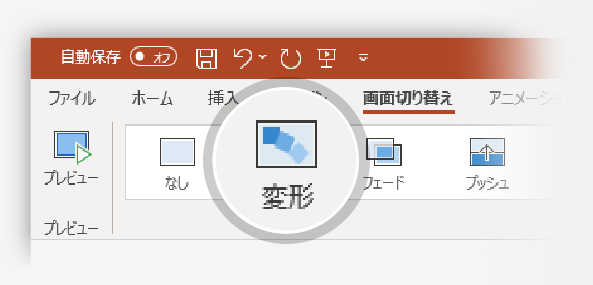 自動保存 オフ
ファイル ホーム 挿入 画面切り替え アニメーショ
プレビュー なし 変形 フェード プッシュ
プレビュー